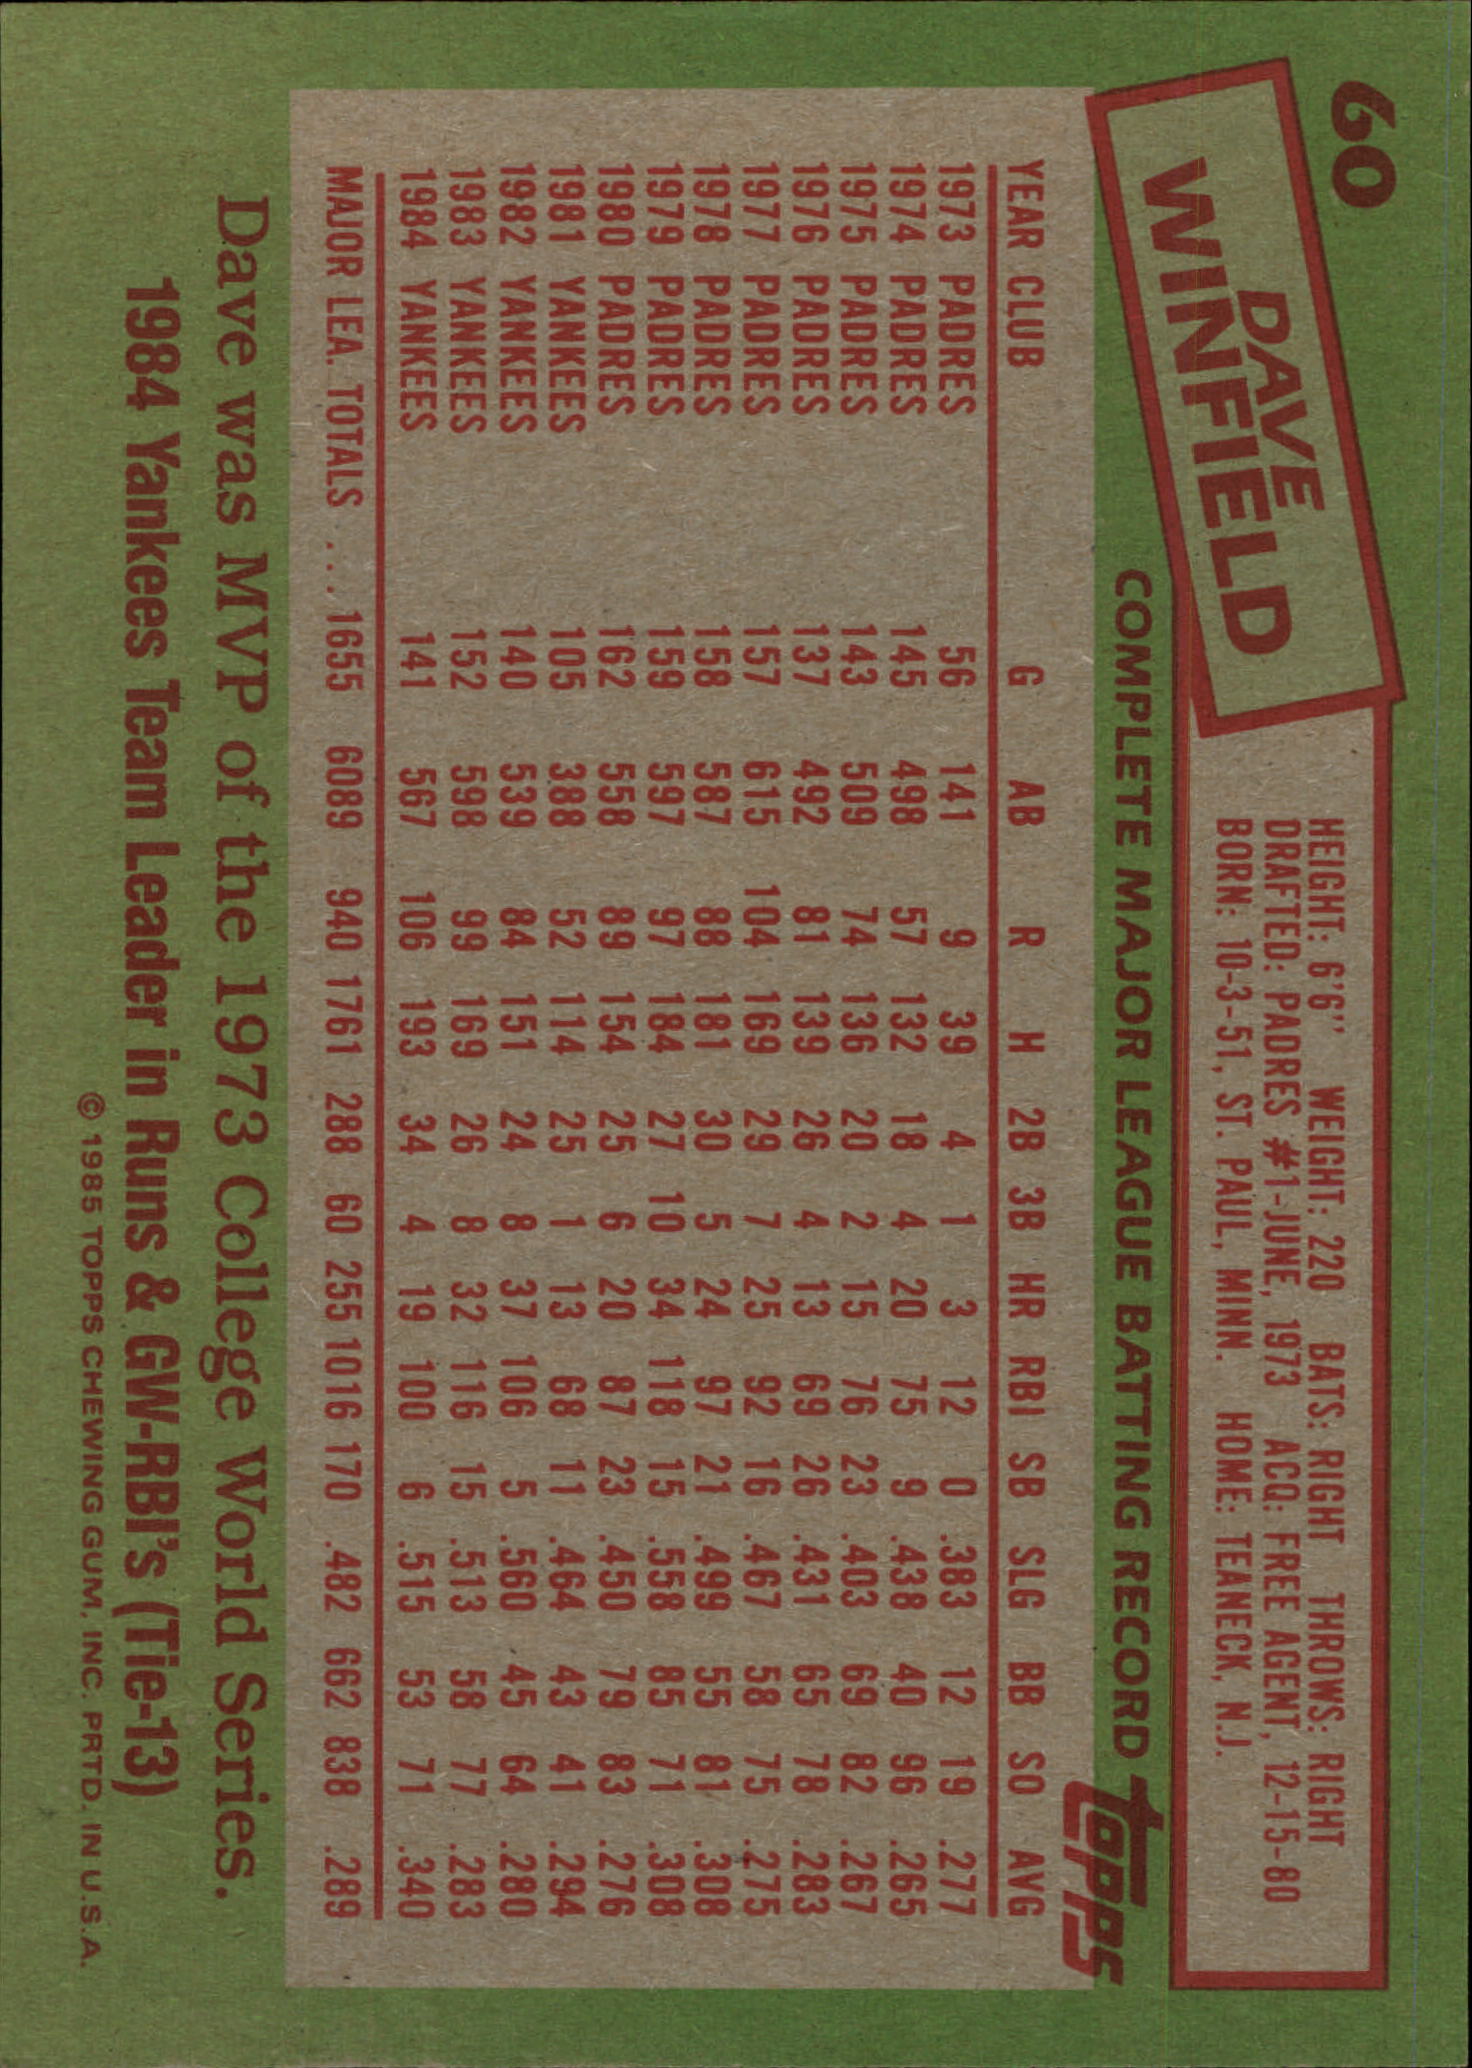 60
DAVE
WINFIELD
HEIGHT: 6'6" WEIGHT: 220 BATS: RIGHT THROWS: RIGHT
DRAFTED: PADRES #1-JUNE, 1973 ACQ: FREE AGENT, 12-15-80
BORN: 10-3-51, ST. PAUL, MINN. HOME: TEANECK, N.J.
COMPLETE MAJOR LEAGUE BATTING RECORD
Topps
YEAR CLUB G AB R H 2B 3B HR RBI SB SLG BB SO AVG
1973 PADRES 56 141 9 39 4 1 3 12 0 .383 12 19 .277
1974 PADRES 145 498 57 132 18 4 20 75 9 .438 40 96 .265
1975 PADRES 143 509 74 136 20 2 15 76 23 .403 69 82 .267
1976 PADRES 137 492 81 139 26 4 13 69 26 .431 65 78 .283
1977 PADRES 157 615 104 169 29 7 25 92 16 .467 58 75 .275
1978 PADRES 158 587 88 181 30 5 24 97 21 .499 55 81 .308
1979 PADRES 159 597 97 184 27 10 34 118 15 .558 85 71 .308
1980 PADRES 162 558 89 154 25 6 20 87 23 .450 79 83 .276
1981 YANKEES 105 388 52 114 25 1 13 68 11 .464 43 41 .294
1982 YANKEES 140 539 84 151 24 8 37 106 5 .560 45 64 .280
1983 YANKEES 152 598 99 169 26 8 32 116 15 .513 58 77 .283
1984 YANKEES 141 567 106 193 34 4 19 100 6 .515 53 71 .340
MAJOR LEA. TOTALS ... 1655 6089 940 1761 288 60 255 1016 170 .482 662 838 .289
Dave was MVP of the 1973 College World Series.
1984 Yankees Team Leader in Runs & GW-RBI's (Tie-13)
© 1985 TOPPS CHEWING GUM, INC. PRTD. IN U.S.A.